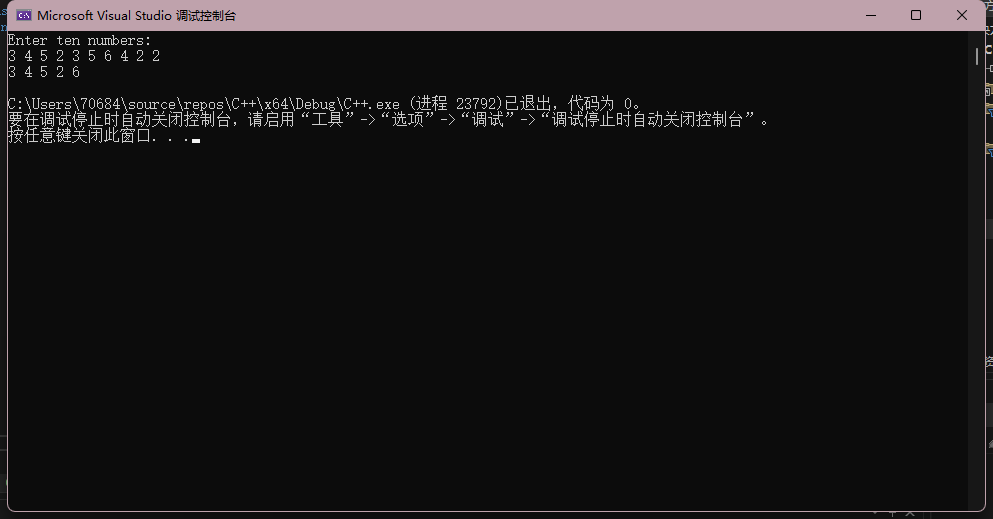 Microsoft Visual Studio 调试控制台
Enter ten numbers:
3 4 5 2 3 5 6 4 2 2
3 4 5 2 6
C:\Users\70684\source\repos\C++\x64\Debug\C++.exe (进程 23792)已退出，代码为 0。
要在调试停止时自动关闭控制台，请启用“工具”->“选项”->“调试”->“调试停止时自动关闭控制台”。
按任意键关闭此窗口. . .